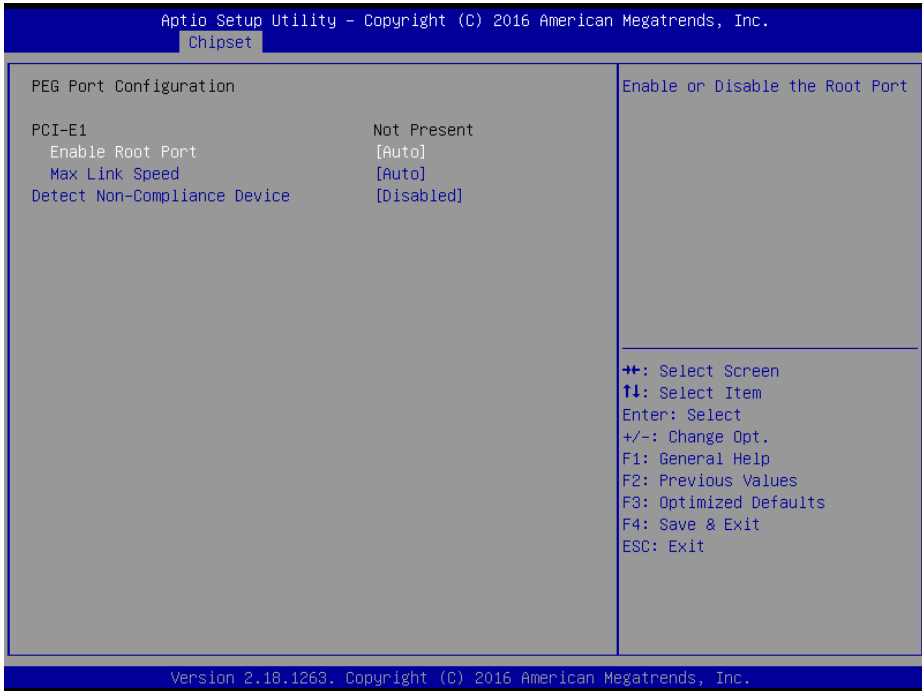 Aptio Setup Utility – Copyright (C) 2016 American Megatrends, Inc.
Chipset
PEG Port Configuration
PCI-E1 Not Present
Enable Root Port [Auto]
Max Link Speed [Auto]
Detect Non-Compliance Device [Disabled]
Enable or Disable the Root Port
→←: Select Screen
↑↓: Select Item
Enter: Select
+/-: Change Opt.
F1: General Help
F2: Previous Values
F3: Optimized Defaults
F4: Save & Exit
ESC: Exit
Version 2.18.1263. Copyright (C) 2016 American Megatrends, Inc.